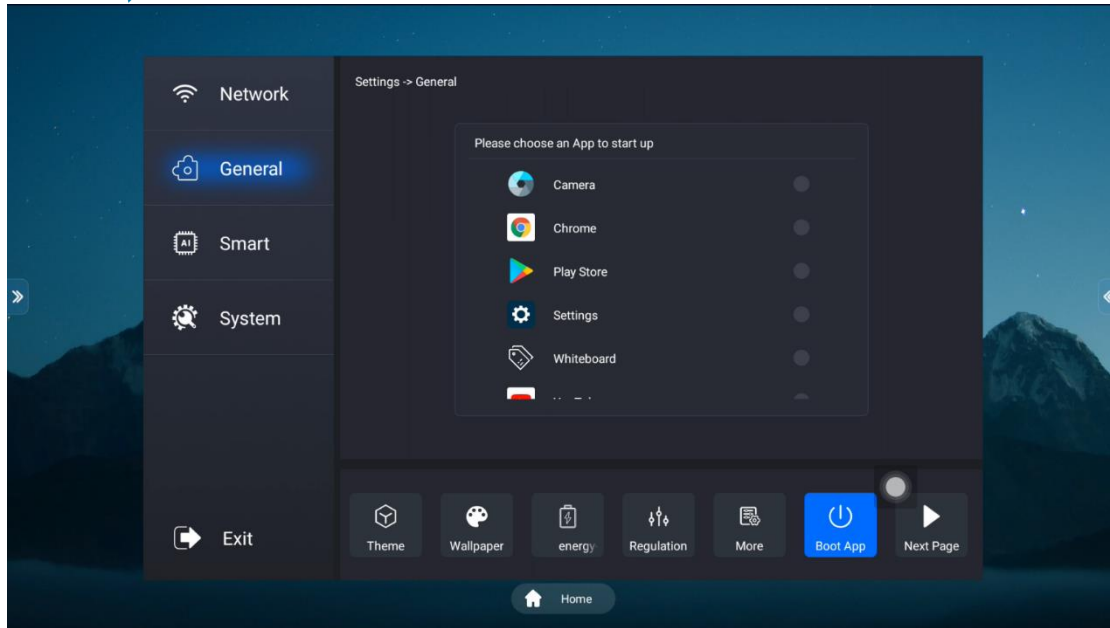 Network
General
Smart
System
Exit
Settings -> General
Please choose an App to start up
Camera
Chrome
Play Store
Settings
Whiteboard
Theme
Wallpaper
energy
Regulation
More
Boot App
Next Page
Home